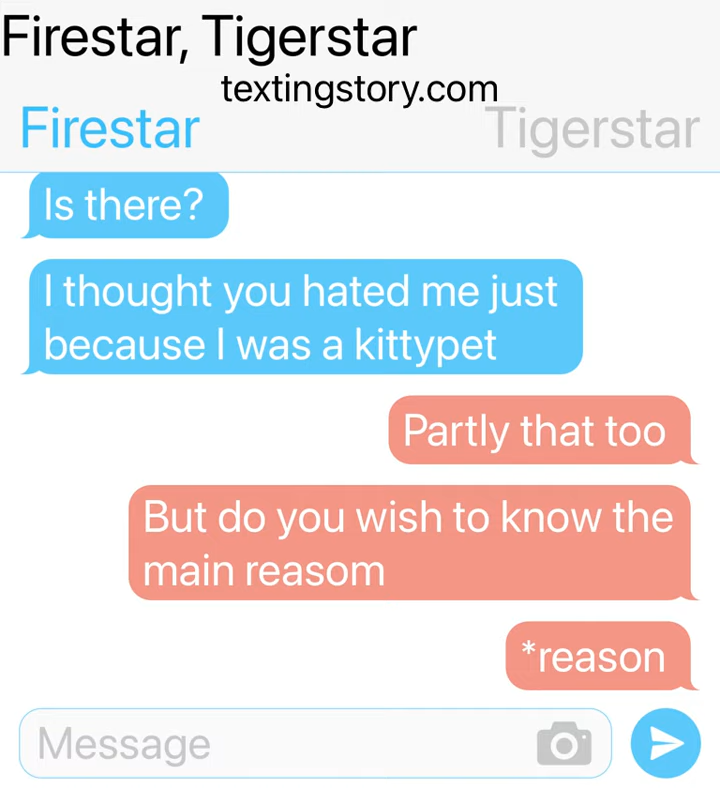 Firestar, Tigerstar
textingstory.com
Firestar
Tigerstar
Is there?
I thought you hated me just
because I was a kittypet
Partly that too
But do you wish to know the
main reasom
*reason
Message